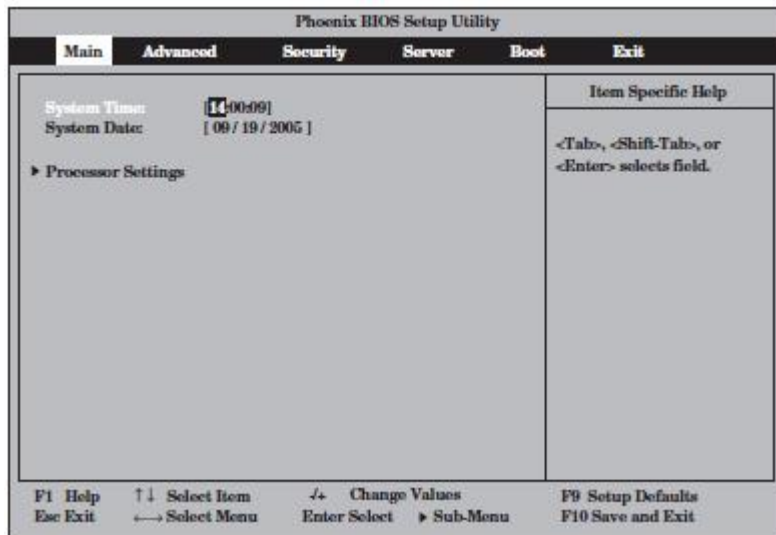 Phoenix BIOS Setup Utility
Main Advanced Security Server Boot Exit
System Time: [14:00:09]
System Date: [ 09 / 19 / 2005 ]
▶ Processor Settings
Item Specific Help
<Tab>, <Shift-Tab>, or
<Enter> selects field.
F1 Help ↑↓ Select Item -/+ Change Values F9 Setup Defaults
Esc Exit ←→ Select Menu Enter Select ▶ Sub-Menu F10 Save and Exit